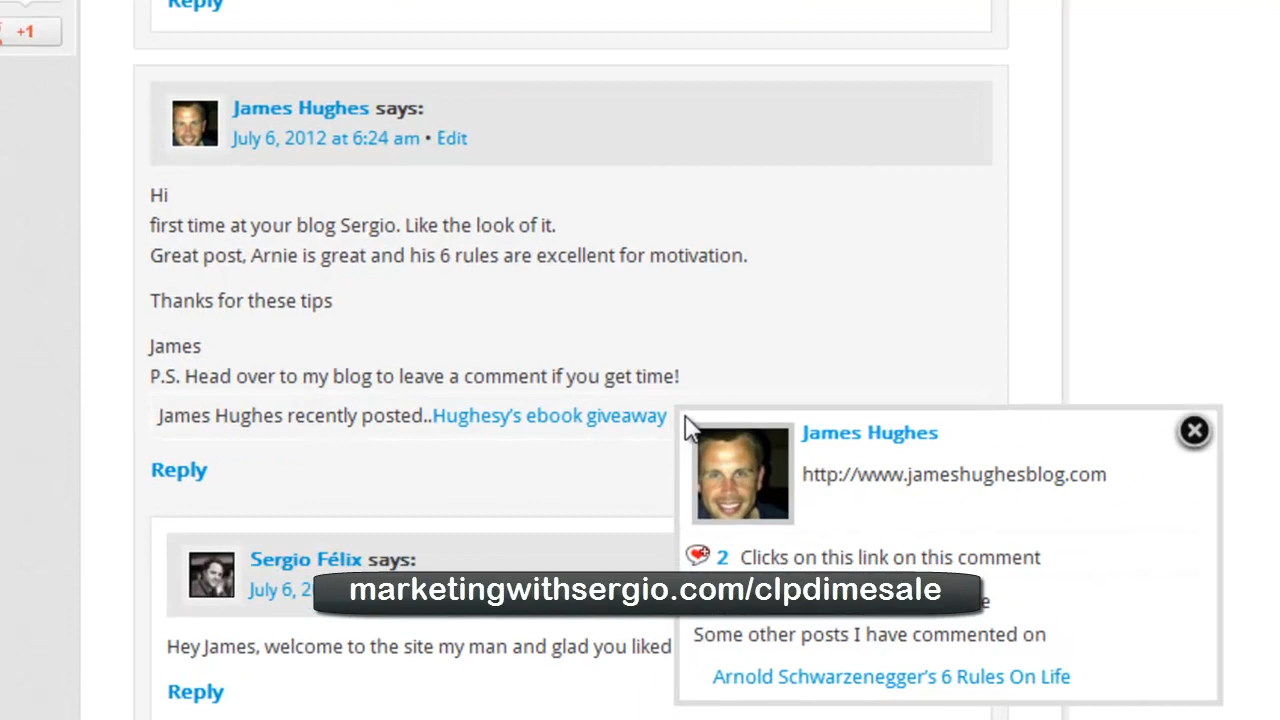 Reply
+1
James Hughes says:
July 6, 2012 at 6:24 am • Edit
Hi
first time at your blog Sergio. Like the look of it.
Great post, Arnie is great and his 6 rules are excellent for motivation.
Thanks for these tips
James
P.S. Head over to my blog to leave a comment if you get time!
James Hughes recently posted..Hughesy's ebook giveaway
Reply
James Hughes
http://www.jameshughesblog.com
2 Clicks on this link on this comment
Some other posts I have commented on
Arnold Schwarzenegger's 6 Rules On Life
Sergio Félix says:
July 6, 2
marketingwithsergio.com/clpdimesale
Hey James, welcome to the site my man and glad you liked
Reply